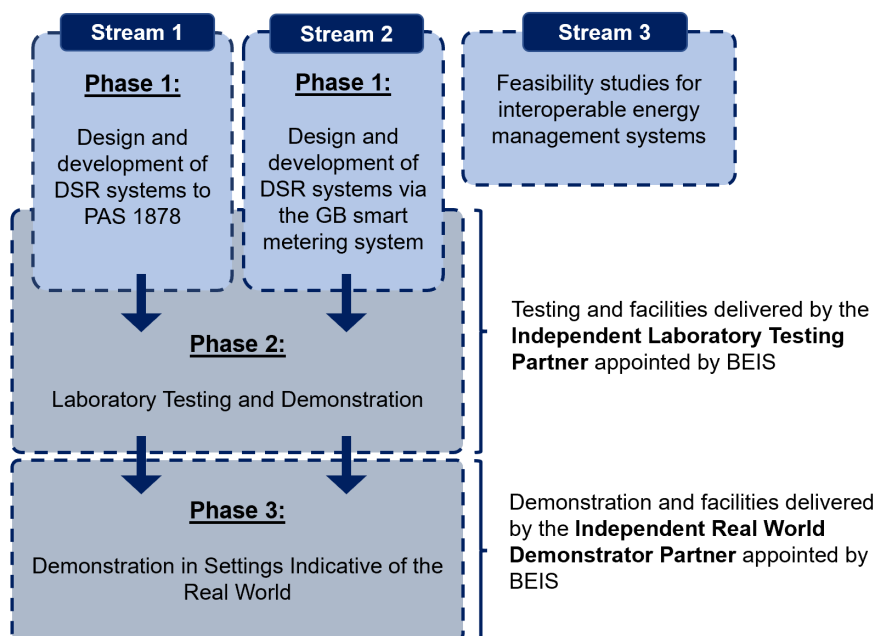 Stream 1
Phase 1:
Design and
development of
DSR systems to
PAS 1878
Stream 2
Phase 1:
Design and
development of
DSR systems via
the GB smart
metering system
Stream 3
Feasibility studies for
interoperable energy
management systems
Phase 2:
Laboratory Testing and Demonstration
Testing and facilities delivered by the
Independent Laboratory Testing
Partner appointed by BEIS
Phase 3:
Demonstration in Settings Indicative of the
Real World
Demonstration and facilities delivered
by the Independent Real World
Demonstrator Partner appointed by
BEIS